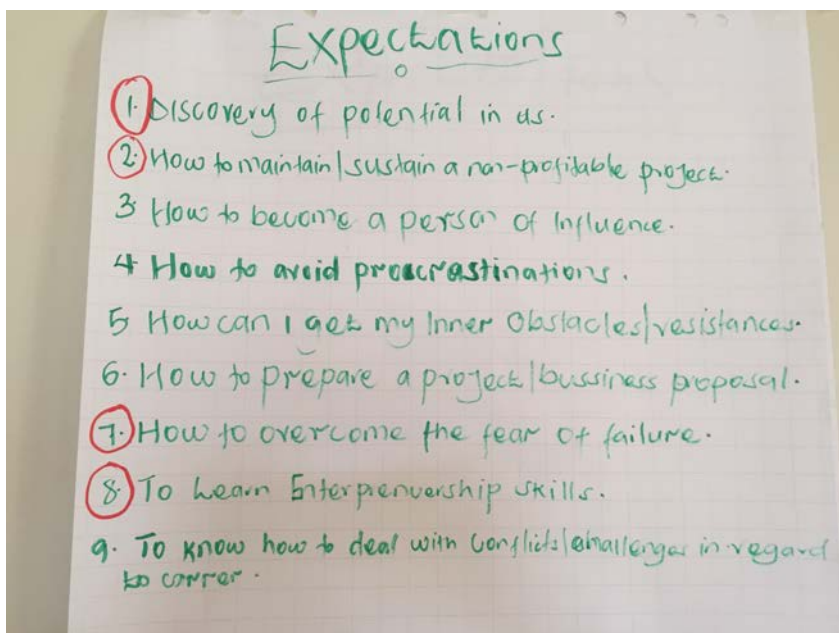 Expectations
1. Discovery of potential in us.
2. How to maintain/sustain a non-profitable project.
3 How to become a person of Influence.
4 How to avoid procrastinations.
5 How can I get my Inner Obstacles/resistances.
6. How to prepare a project/bussiness proposal.
7. How to overcome the fear of failure.
8. To Learn Enterprenuership skills.
9. To know how to deal with conflicts/challenges in regard
to carrer.